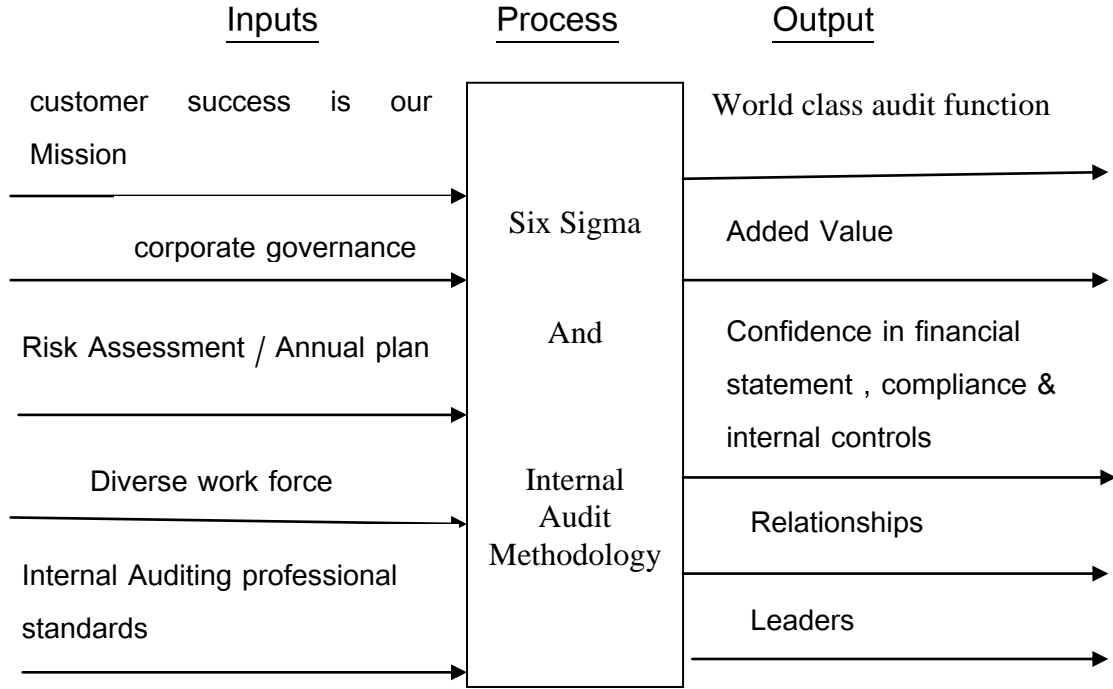 Inputs
Process
Output
customer success is our
Mission
corporate governance
Risk Assessment / Annual plan
Diverse work force
Internal Auditing professional
standards
Six Sigma
And
Internal
Audit
Methodology
World class audit function
Added Value
Confidence in financial
statement , compliance &
internal controls
Relationships
Leaders